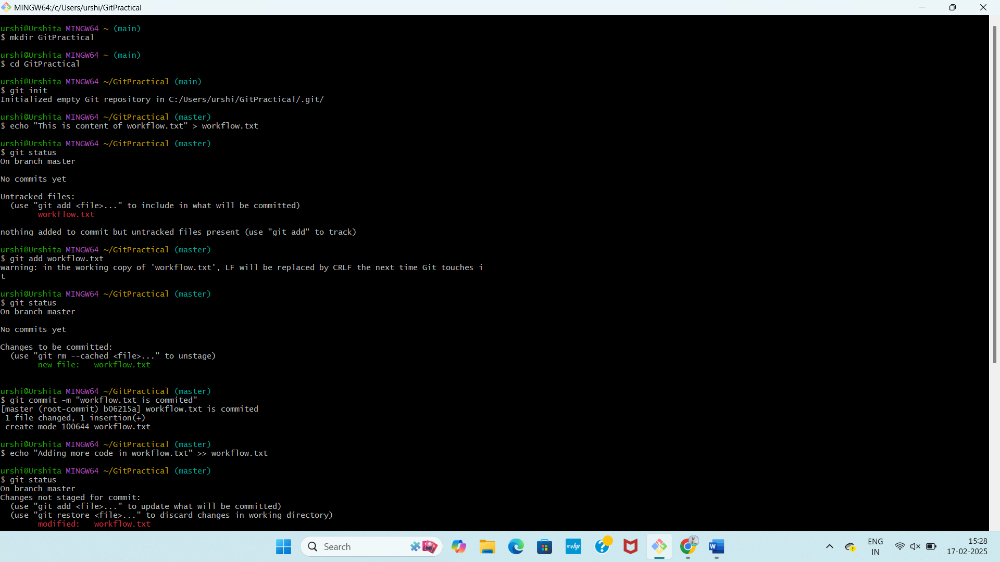 MINGW64:/c/Users/urshi/GitPractical
urshi@Urshita MINGW64 ~ (main)
$ mkdir GitPractical
urshi@Urshita MINGW64 ~ (main)
$ cd GitPractical
urshi@Urshita MINGW64 ~/GitPractical (main)
$ git init
Initialized empty Git repository in C:/Users/urshi/GitPractical/.git/
urshi@Urshita MINGW64 ~/GitPractical (master)
$ echo "This is content of workflow.txt" > workflow.txt
urshi@Urshita MINGW64 ~/GitPractical (master)
$ git status
On branch master
No commits yet
Untracked files:
  (use "git add <file>..." to include in what will be committed)
        workflow.txt
nothing added to commit but untracked files present (use "git add" to track)
urshi@Urshita MINGW64 ~/GitPractical (master)
$ git add workflow.txt
warning: in the working copy of 'workflow.txt', LF will be replaced by CRLF the next time Git touches i
t
urshi@Urshita MINGW64 ~/GitPractical (master)
$ git status
On branch master
No commits yet
Changes to be committed:
  (use "git rm --cached <file>..." to unstage)
        new file:   workflow.txt
urshi@Urshita MINGW64 ~/GitPractical (master)
$ git commit -m "workflow.txt is commited"
[master (root-commit) b06215a] workflow.txt is commited
 1 file changed, 1 insertion(+)
 create mode 100644 workflow.txt
urshi@Urshita MINGW64 ~/GitPractical (master)
$ echo "Adding more code in workflow.txt" >> workflow.txt
urshi@Urshita MINGW64 ~/GitPractical (master)
$ git status
On branch master
Changes not staged for commit:
  (use "git add <file>..." to update what will be committed)
  (use "git restore <file>..." to discard changes in working directory)
        modified:   workflow.txt
Search
myhp
W
ENG
IN
15:28
17-02-2025